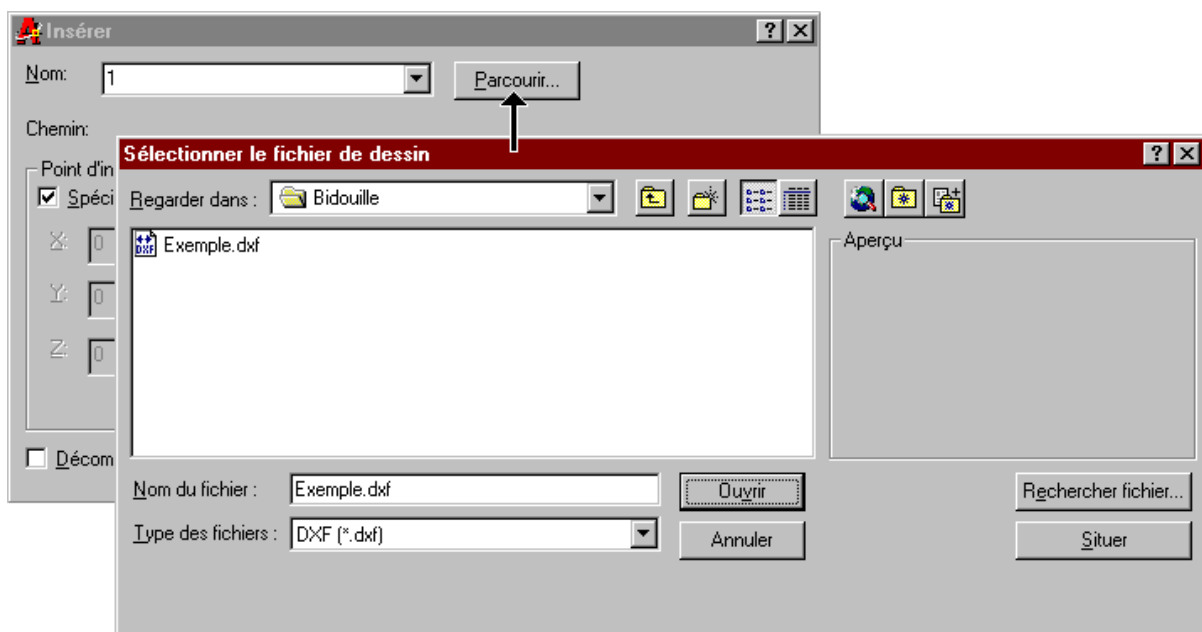 Insérer
Nom: 1 Parcourir...
Chemin:
Point d'in
Spéci
X: 0
Y: 0
Z: 0
Décom
Sélectionner le fichier de dessin
Regarder dans : Bidouille
DXF Exemple.dxf
Aperçu
Nom du fichier : Exemple.dxf Ouvrir Rechercher fichier...
Type des fichiers : DXF (*.dxf) Annuler Situer